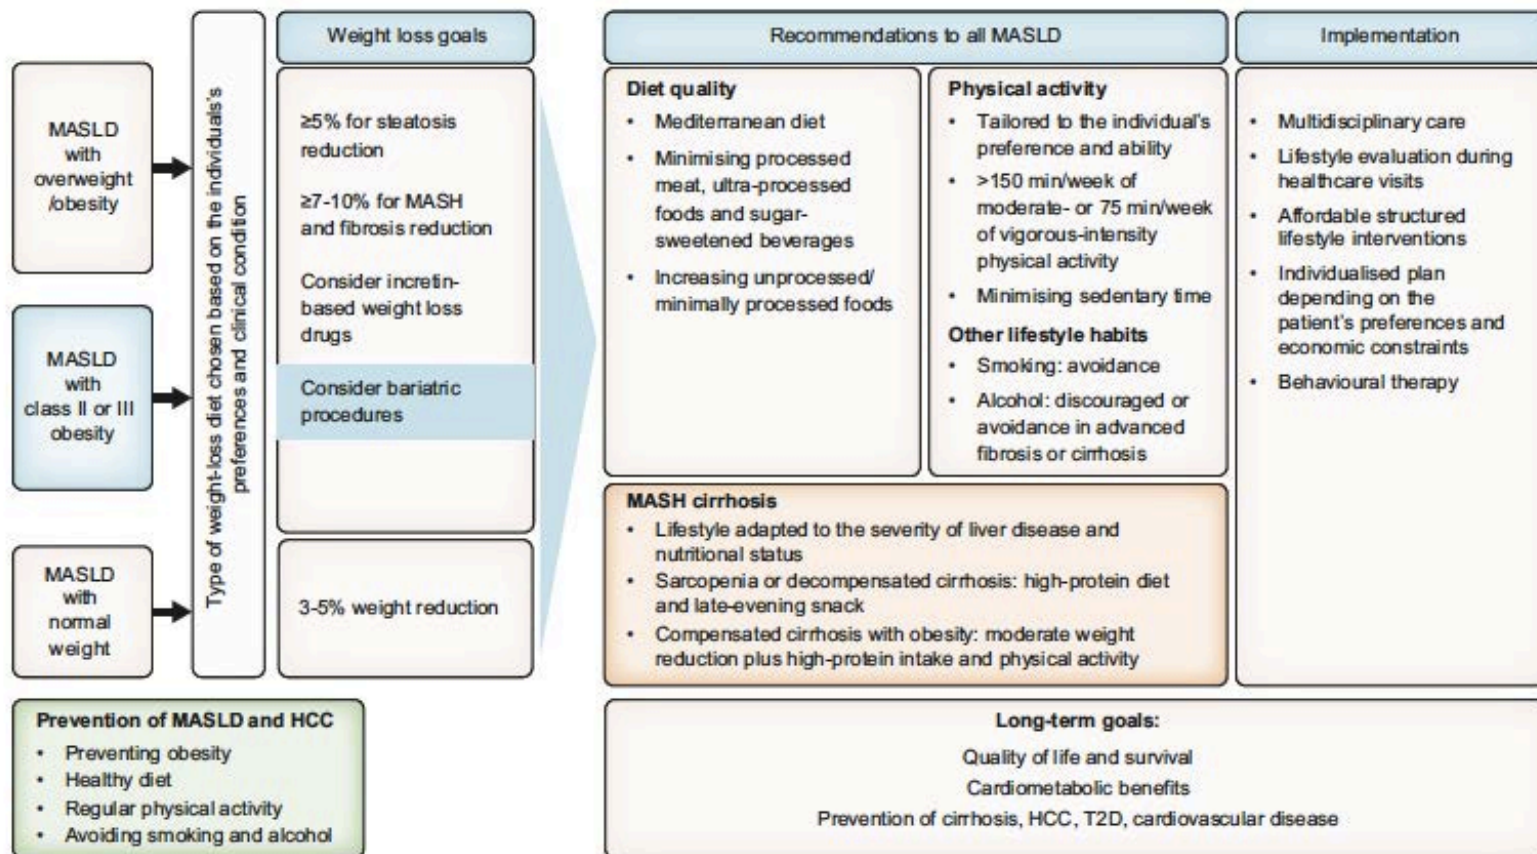 Weight loss goals
Recommendations to all MASLD
Implementation
MASLD
with
overweight
/obesity
MASLD
with
class II or III
obesity
MASLD
with
normal
weight
Type of weight-loss diet chosen based on the individuals's
preferences and clinical condition
≥5% for steatosis
reduction
≥7-10% for MASH
and fibrosis reduction
Consider incretin-
based weight loss
drugs
Consider bariatric
procedures
3-5% weight reduction
Diet quality
• Mediterranean diet
• Minimising processed
meat, ultra-processed
foods and sugar-
sweetened beverages
• Increasing unprocessed/
minimally processed foods
Physical activity
• Tailored to the individual's
preference and ability
• >150 min/week of
moderate- or 75 min/week
of vigorous-intensity
physical activity
• Minimising sedentary time
Other lifestyle habits
• Smoking: avoidance
• Alcohol: discouraged or
avoidance in advanced
fibrosis or cirrhosis
MASH cirrhosis
• Lifestyle adapted to the severity of liver disease and
nutritional status
• Sarcopenia or decompensated cirrhosis: high-protein diet
and late-evening snack
• Compensated cirrhosis with obesity: moderate weight
reduction plus high-protein intake and physical activity
• Multidisciplinary care
• Lifestyle evaluation during
healthcare visits
• Affordable structured
lifestyle interventions
• Individualised plan
depending on the
patient's preferences and
economic constraints
• Behavioural therapy
Prevention of MASLD and HCC
• Preventing obesity
• Healthy diet
• Regular physical activity
• Avoiding smoking and alcohol
Long-term goals:
Quality of life and survival
Cardiometabolic benefits
Prevention of cirrhosis, HCC, T2D, cardiovascular disease